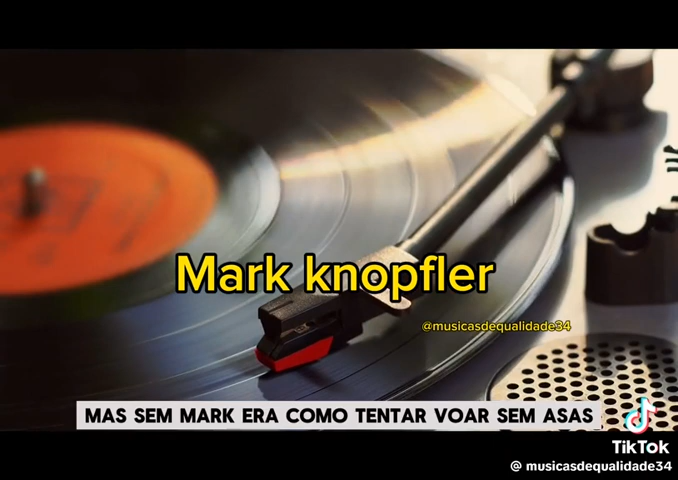 Mark knopfler
@musicasdequalidade34
MAS SEM MARK ERA COMO TENTAR VOAR SEM ASAS
TikTok
@ musicasdequalidade34